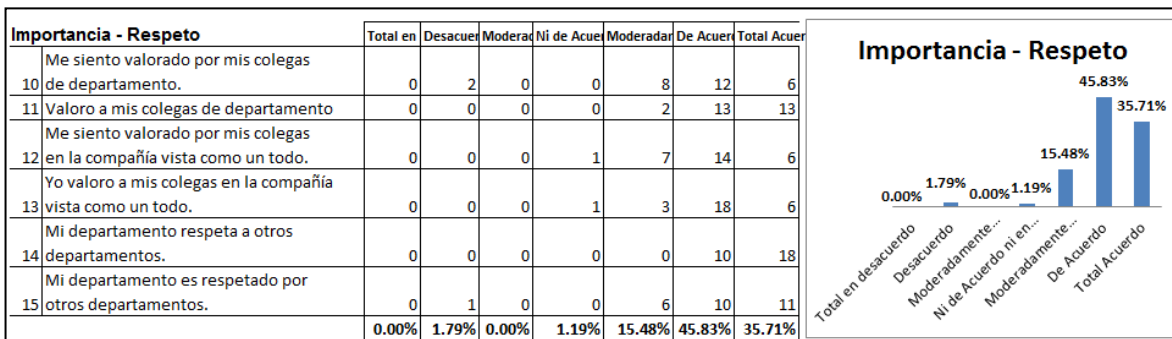 Importancia - Respeto Total en Desacuer Moderac Ni de Acuer Moderadar De Acuerd Total Acuer
Me siento valorado por mis colegas
10 de departamento. 0 2 0 0 8 12 6
11 Valoro a mis colegas de departamento 0 0 0 0 2 13 13
Me siento valorado por mis colegas
12 en la compañía vista como un todo. 0 0 0 1 7 14 6
Yo valoro a mis colegas en la compañía
13 vista como un todo. 0 0 0 1 3 18 6
Mi departamento respeta a otros
14 departamentos. 0 0 0 0 0 10 18
Mi departamento es respetado por
15 otros departamentos. 0 1 0 0 6 10 11
0.00% 1.79% 0.00% 1.19% 15.48% 45.83% 35.71%
Importancia - Respeto
0.00%
1.79%
0.00%
1.19%
15.48%
45.83%
35.71%
Total en desacuerdo
Desacuerdo
Moderadamente...
Ni de Acuerdo ni en...
Moderadamente...
De Acuerdo
Total Acuerdo